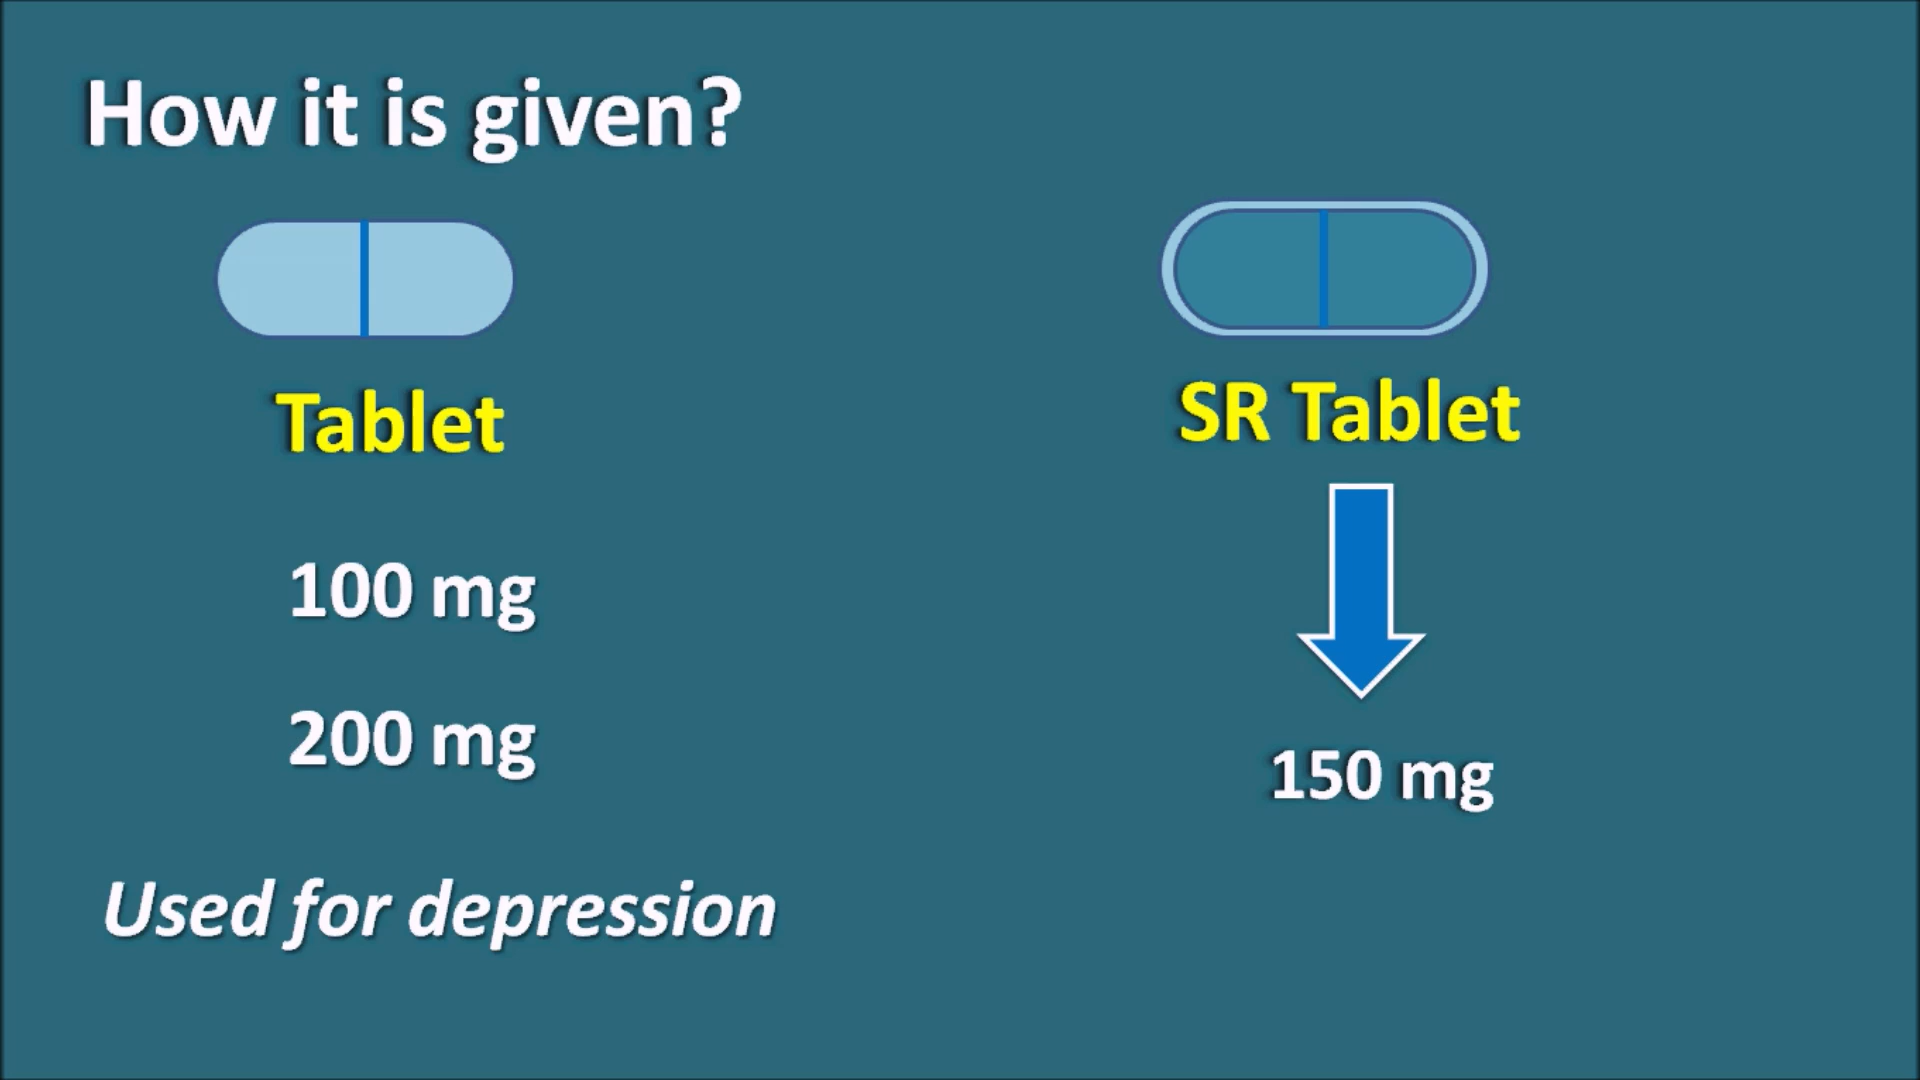 How it is given?
Tablet
100 mg
200 mg
Used for depression
SR Tablet
150 mg